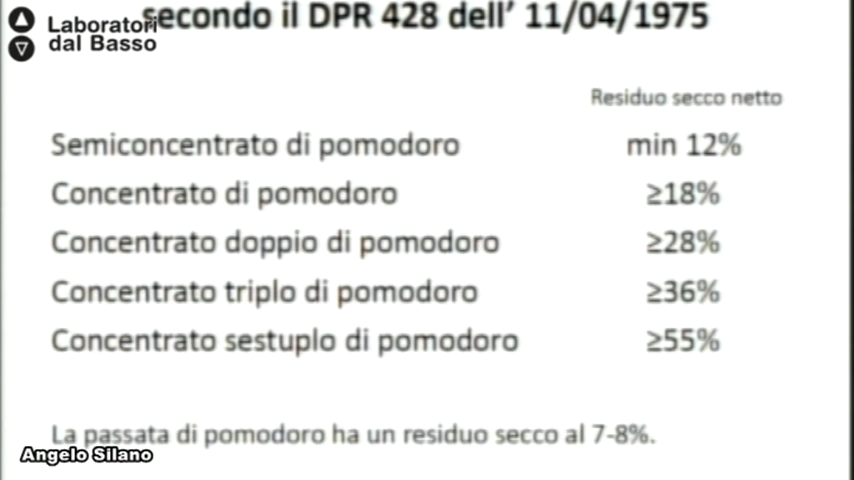 Laboratori
dal Basso
secondo il DPR 428 dell' 11/04/1975
Residuo secco netto
Semiconcentrato di pomodoro min 12%
Concentrato di pomodoro ≥18%
Concentrato doppio di pomodoro ≥28%
Concentrato triplo di pomodoro ≥36%
Concentrato sestuplo di pomodoro ≥55%
La passata di pomodoro ha un residuo secco al 7-8%.
Angelo Silano